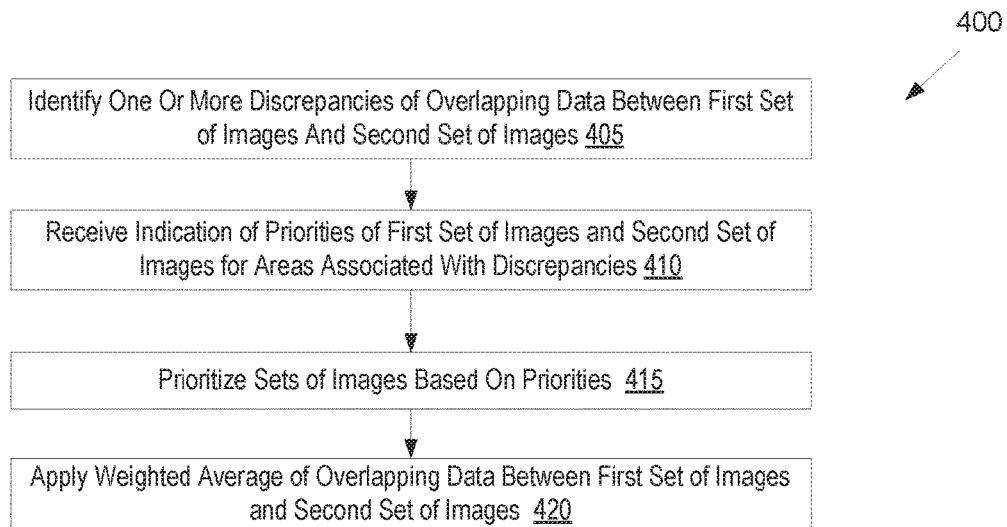 400
Identify One Or More Discrepancies of Overlapping Data Between First Set
of Images And Second Set of Images 405
Receive Indication of Priorities of First Set of Images and Second Set of
Images for Areas Associated With Discrepancies 410
Prioritize Sets of Images Based On Priorities 415
Apply Weighted Average of Overlapping Data Between First Set of Images
and Second Set of Images 420